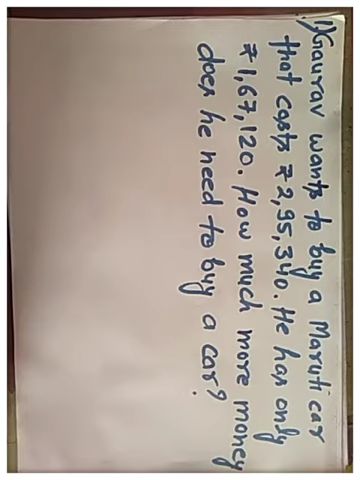 1) Gaurav wants to buy a Maruti car
that costs ₹ 2,95,340. He has only
₹ 1,67,120. How much more money
does he need to buy a car?